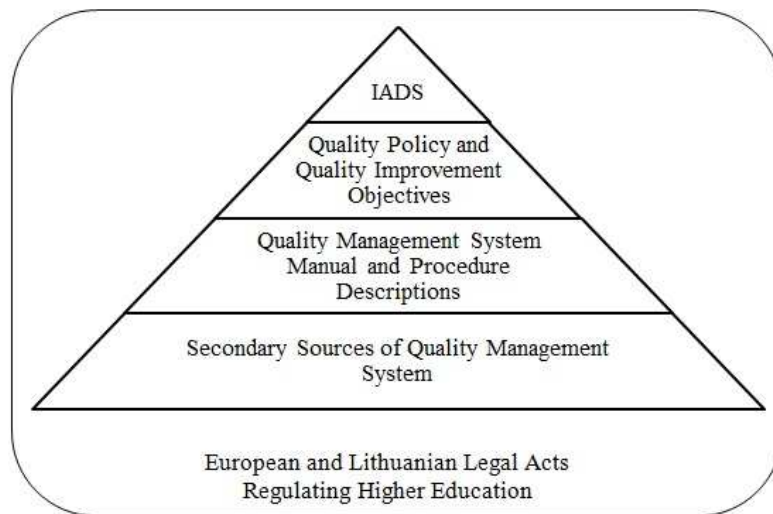 IADS
Quality Policy and
Quality Improvement
Objectives
Quality Management System
Manual and Procedure
Descriptions
Secondary Sources of Quality Management
System
European and Lithuanian Legal Acts
Regulating Higher Education